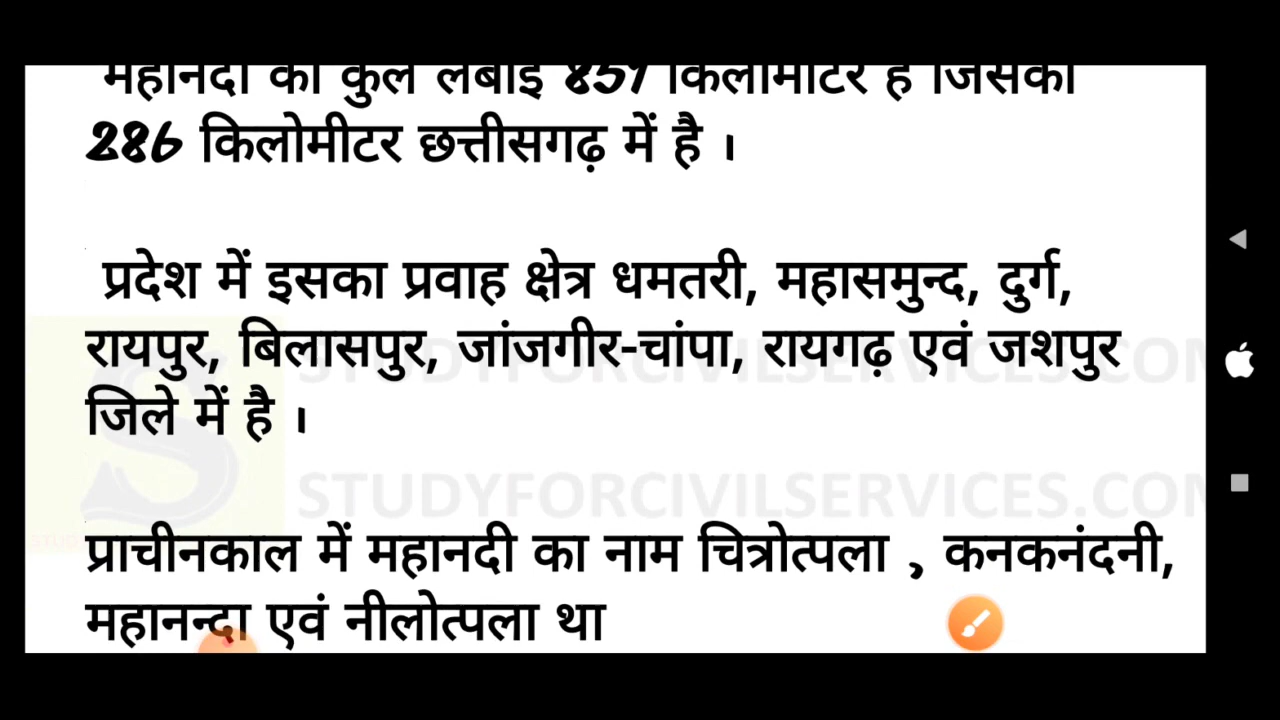 महानदी की कुल लंबाई 851 किलोमीटर है जिसका
286 किलोमीटर छत्तीसगढ़ में है ।
प्रदेश में इसका प्रवाह क्षेत्र धमतरी, महासमुन्द, दुर्ग,
रायपुर, बिलासपुर, जांजगीर-चांपा, रायगढ़ एवं जशपुर
जिले में है ।
STUDYFORCIVILSERVICES.COM
STUDYFORCIVILSERVICES.COM
प्राचीनकाल में महानदी का नाम चित्रोत्पला , कनकनंदनी,
महानन्दा एवं नीलोत्पला था